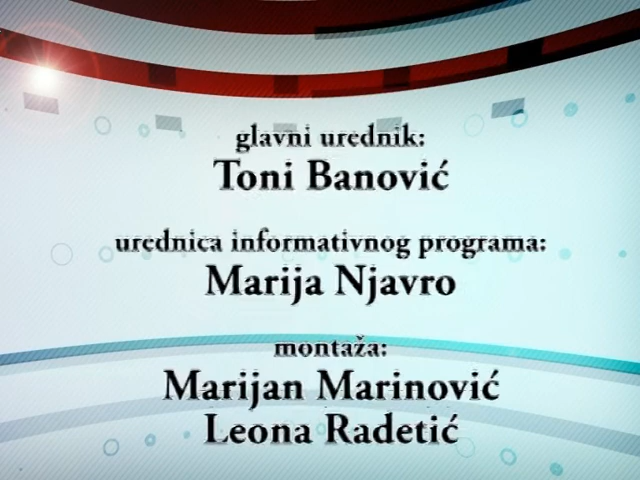 glavni urednik:
Toni Banović
urednica informativnog programa:
Marija Njavro
montaža:
Marijan Marinović
Leona Radetić